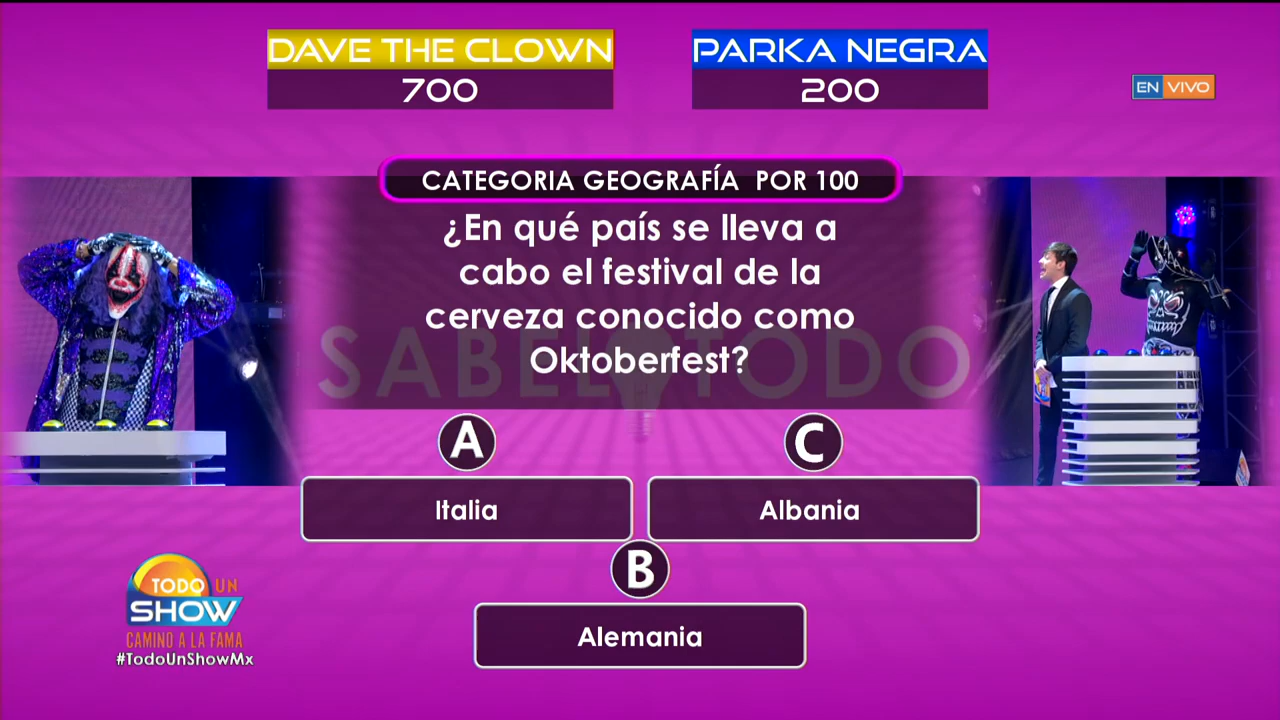 DAVE THE CLOWN
700
PARKA NEGRA
200
EN VIVO
CATEGORIA GEOGRAFÍA POR 100
¿En qué país se lleva a
cabo el festival de la
cerveza conocido como
Oktoberfest?
SABELOTODO
A
Italia
C
Albania
B
Alemania
TODO UN
SHOW
CAMINO A LA FAMA
#TodoUnShowMx